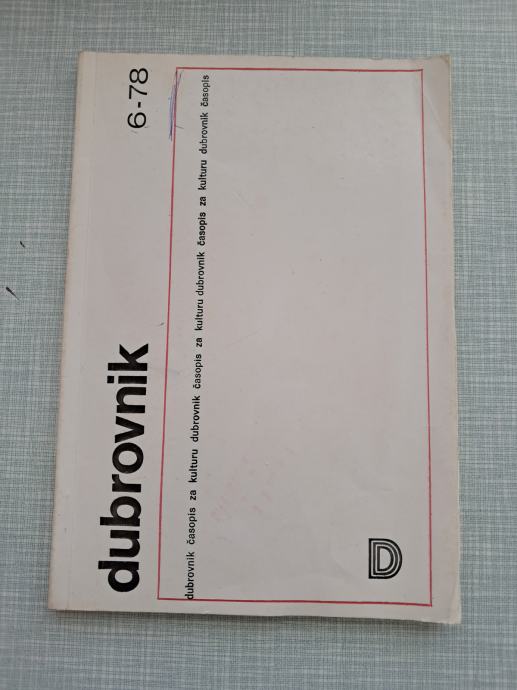 dubrovnik 6-78
dubrovnik časopis za kulturu dubrovnik časopis za kulturu dubrovnik časopis za kulturu dubrovnik časopis
D